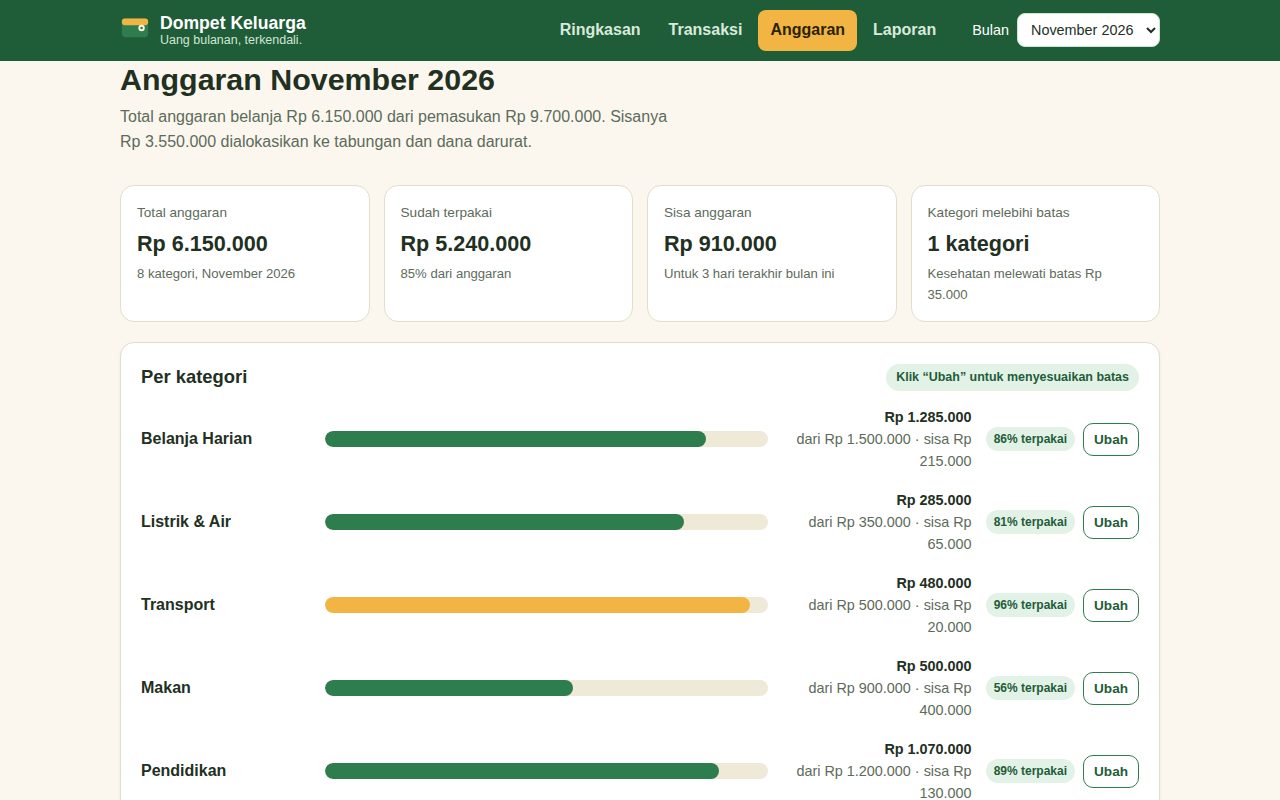 Dompet Keluarga
Uang bulanan, terkendali.
Ringkasan
Transaksi
Anggaran
Laporan
Bulan
November 2026
Anggaran November 2026
Total anggaran belanja Rp 6.150.000 dari pemasukan Rp 9.700.000. Sisanya
Rp 3.550.000 dialokasikan ke tabungan dan dana darurat.
Total anggaran
Rp 6.150.000
8 kategori, November 2026
Sudah terpakai
Rp 5.240.000
85% dari anggaran
Sisa anggaran
Rp 910.000
Untuk 3 hari terakhir bulan ini
Kategori melebihi batas
1 kategori
Kesehatan melewati batas Rp
35.000
Per kategori
Klik “Ubah” untuk menyesuaikan batas
Belanja Harian
Rp 1.285.000
dari Rp 1.500.000 · sisa Rp
215.000
86% terpakai
Ubah
Listrik & Air
Rp 285.000
dari Rp 350.000 · sisa Rp
65.000
81% terpakai
Ubah
Transport
Rp 480.000
dari Rp 500.000 · sisa Rp
20.000
96% terpakai
Ubah
Makan
Rp 500.000
dari Rp 900.000 · sisa Rp
400.000
56% terpakai
Ubah
Pendidikan
Rp 1.070.000
dari Rp 1.200.000 · sisa Rp
130.000
89% terpakai
Ubah